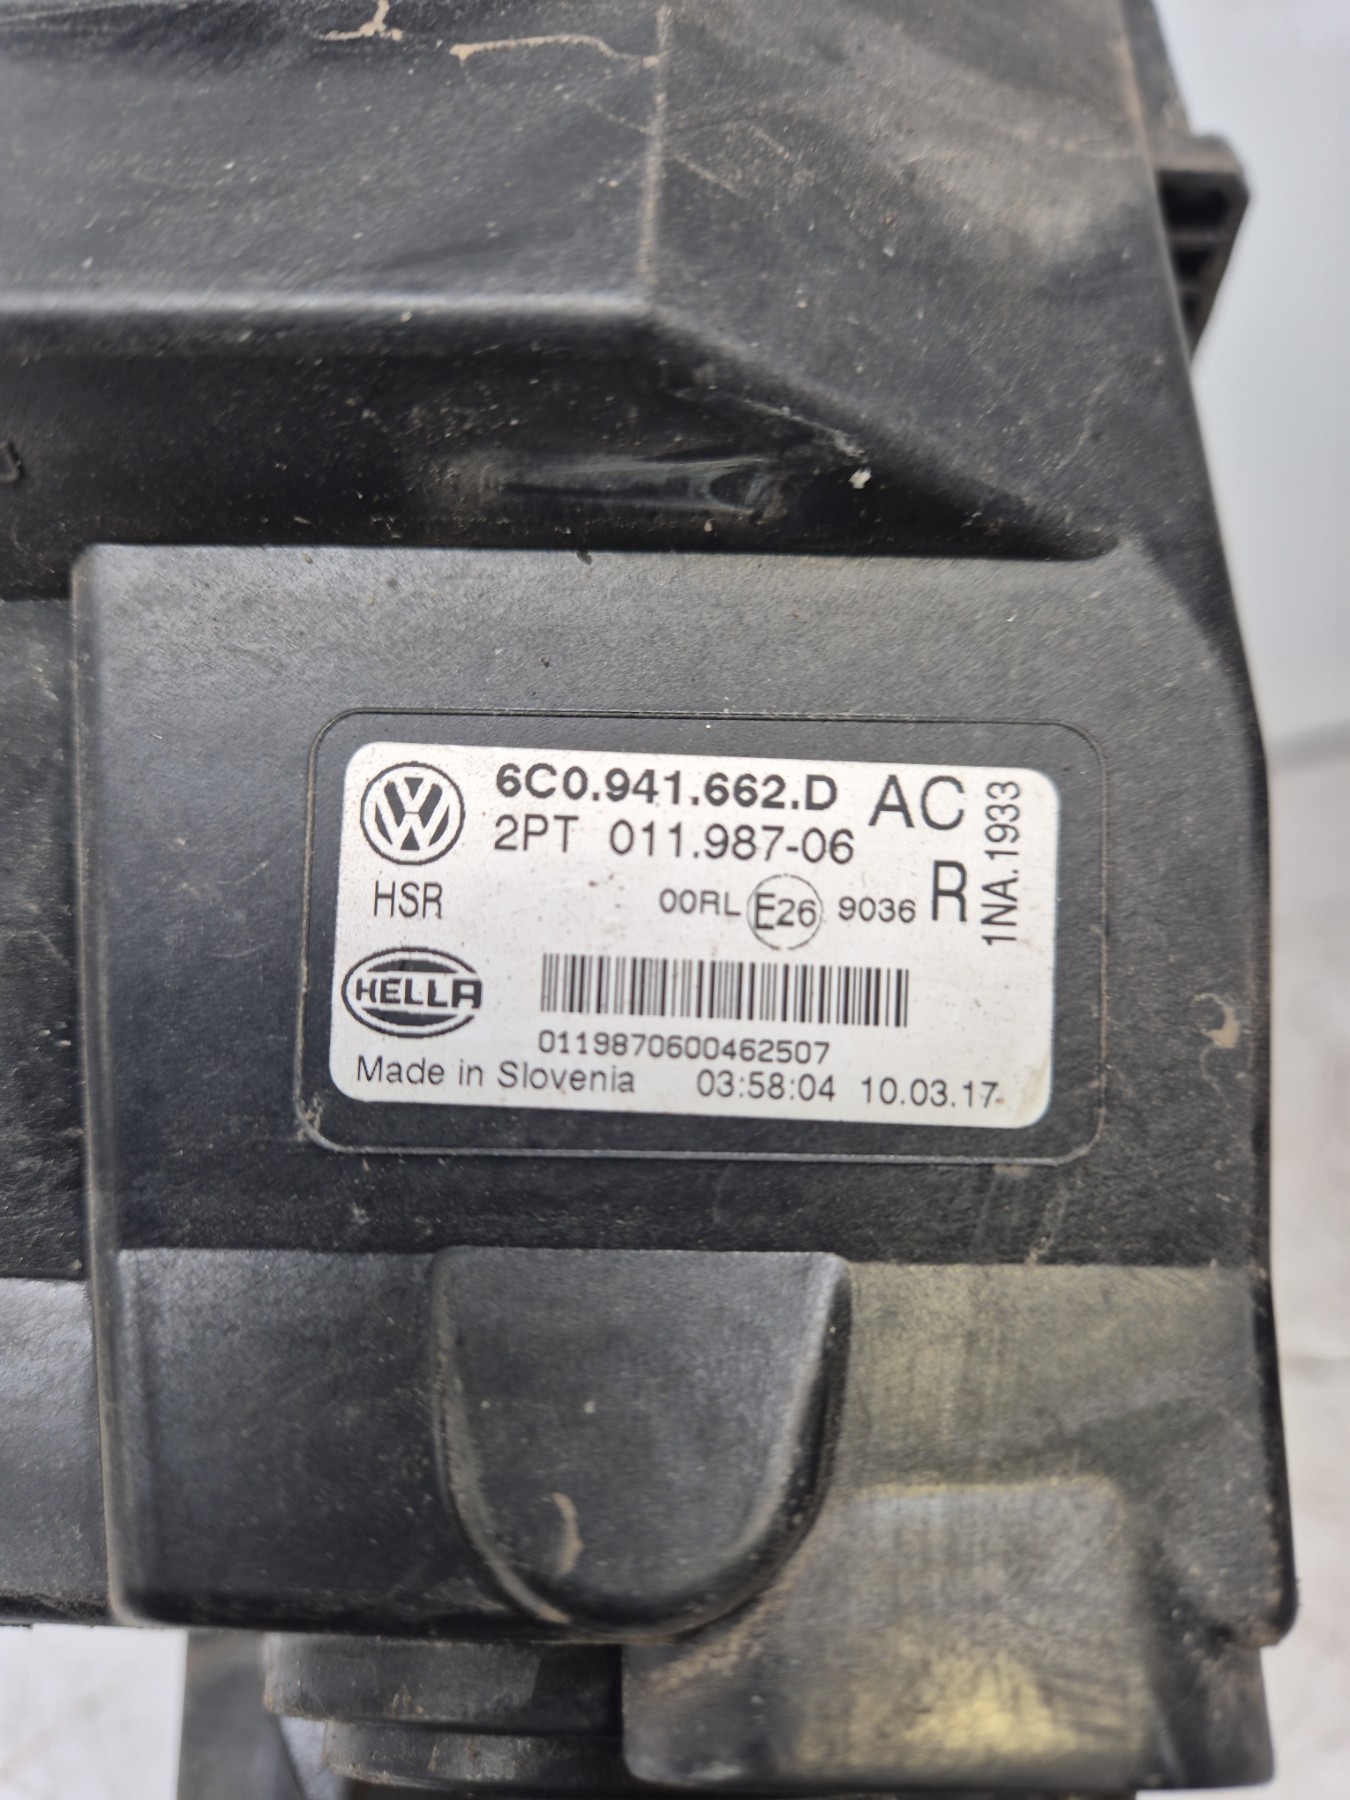 6C0.941.662.D AC
2PT 011.987-06
HSR
00RL E26 9036 R
1NA.1933
HELLA
0119870600462507
Made in Slovenia 03:58:04 10.03.17